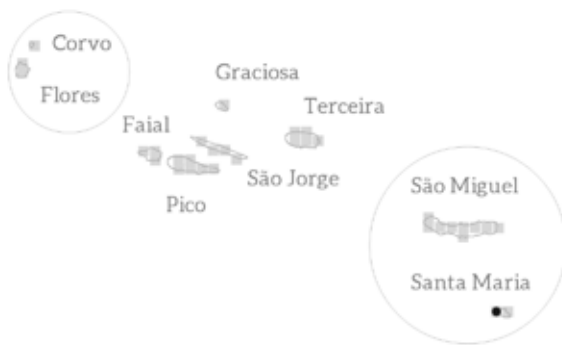 Corvo
Flores
Graciosa
Terceira
Faial
São Jorge
Pico
São Miguel
Santa Maria